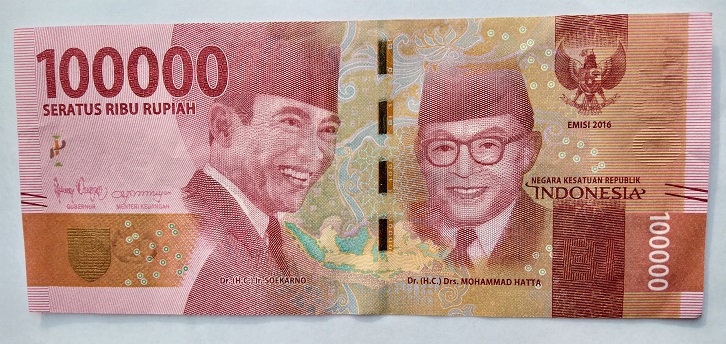 100000
SERATUS RIBU RUPIAH
EMISI 2016
NEGARA KESATUAN REPUBLIK
INDONESIA
GUBERNUR
MENTERI KEUANGAN
100000
Dr. (H.C.) Ir. SOEKARNO
Dr. (H.C.) Drs. MOHAMMAD HATTA